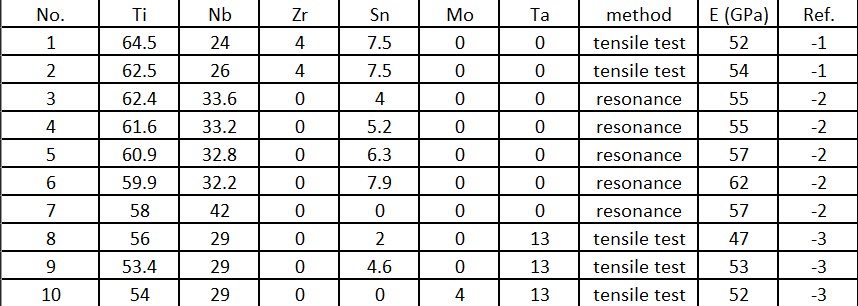 No. Ti Nb Zr Sn Mo Ta method E (GPa) Ref.
1 64.5 24 4 7.5 0 0 tensile test 52 -1
2 62.5 26 4 7.5 0 0 tensile test 54 -1
3 62.4 33.6 0 4 0 0 resonance 55 -2
4 61.6 33.2 0 5.2 0 0 resonance 55 -2
5 60.9 32.8 0 6.3 0 0 resonance 57 -2
6 59.9 32.2 0 7.9 0 0 resonance 62 -2
7 58 42 0 0 0 0 resonance 57 -2
8 56 29 0 2 0 13 tensile test 47 -3
9 53.4 29 0 4.6 0 13 tensile test 53 -3
10 54 29 0 0 4 13 tensile test 52 -3